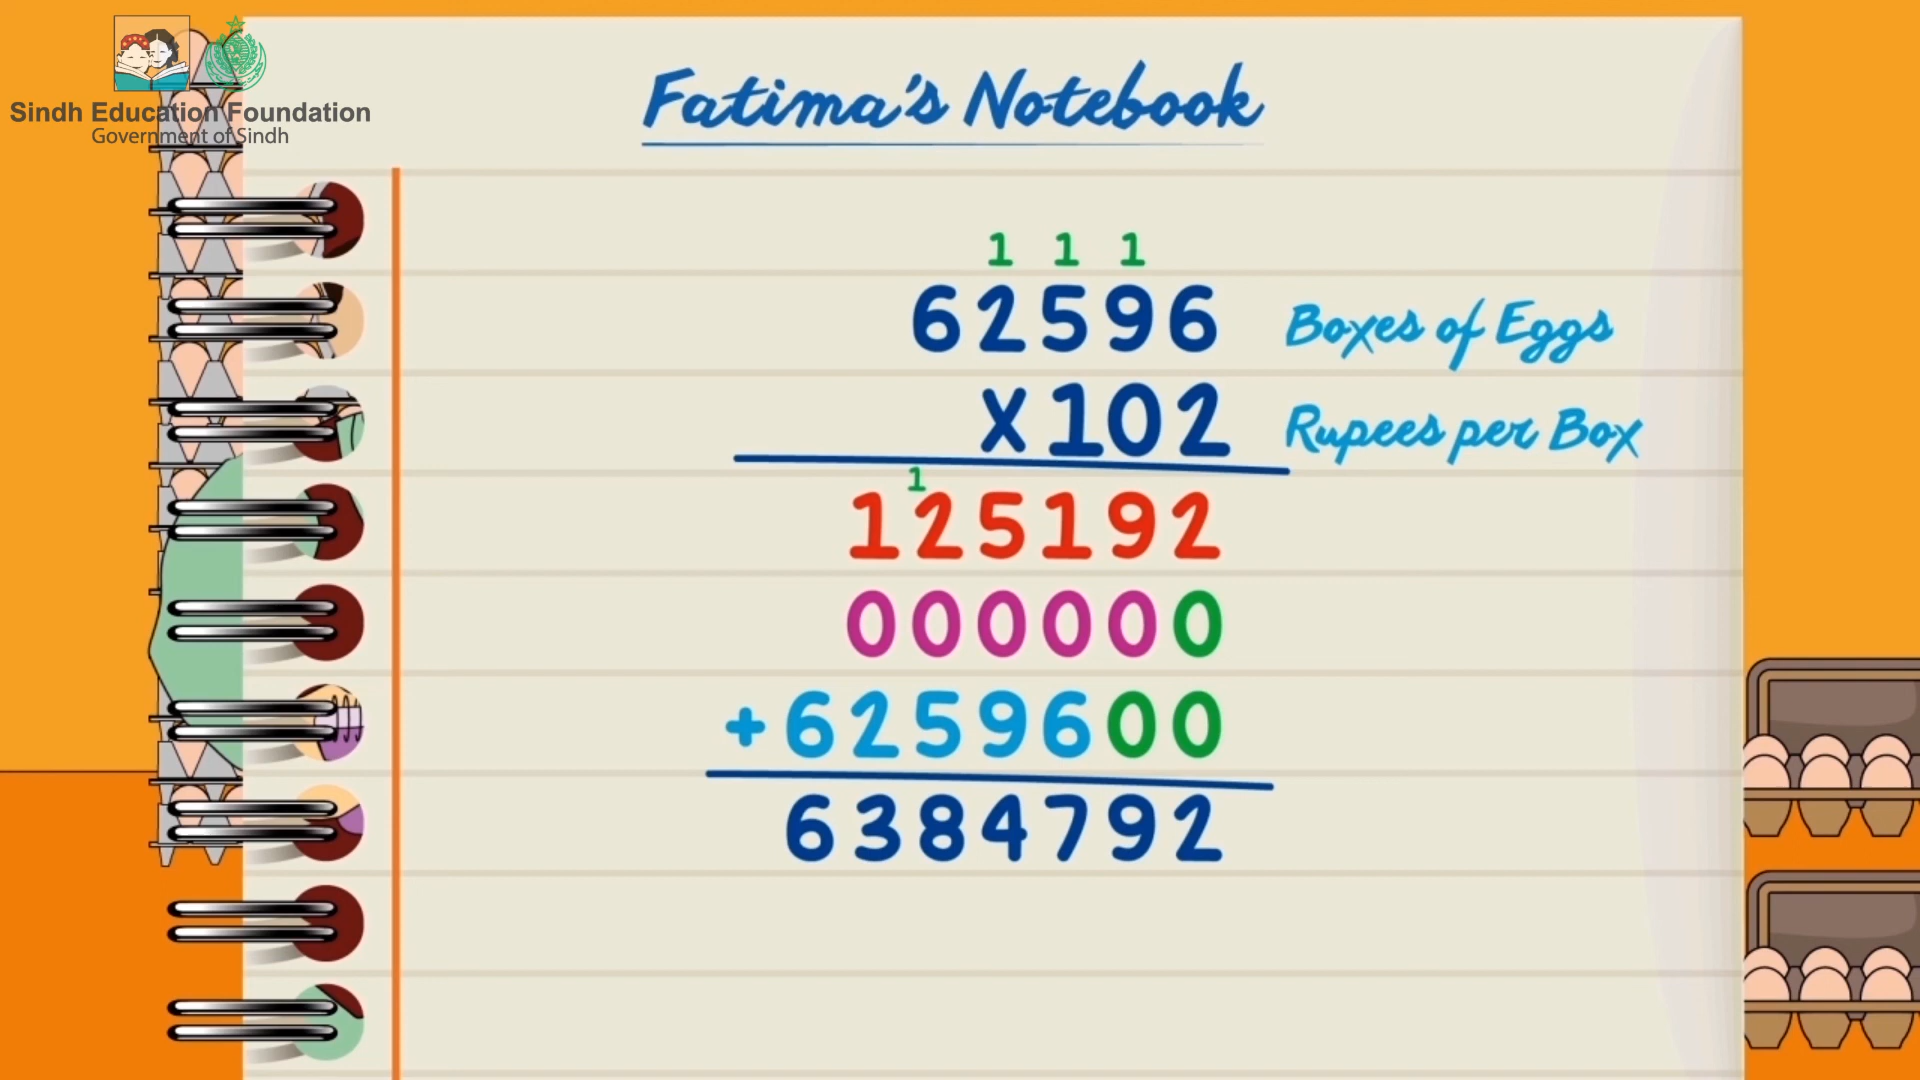 Sindh Education Foundation
Government of Sindh
Fatima's Notebook
1 1 1
62596 Boxes of Eggs
X102 Rupees per Box
1
125192
000000
+6259600
6384792